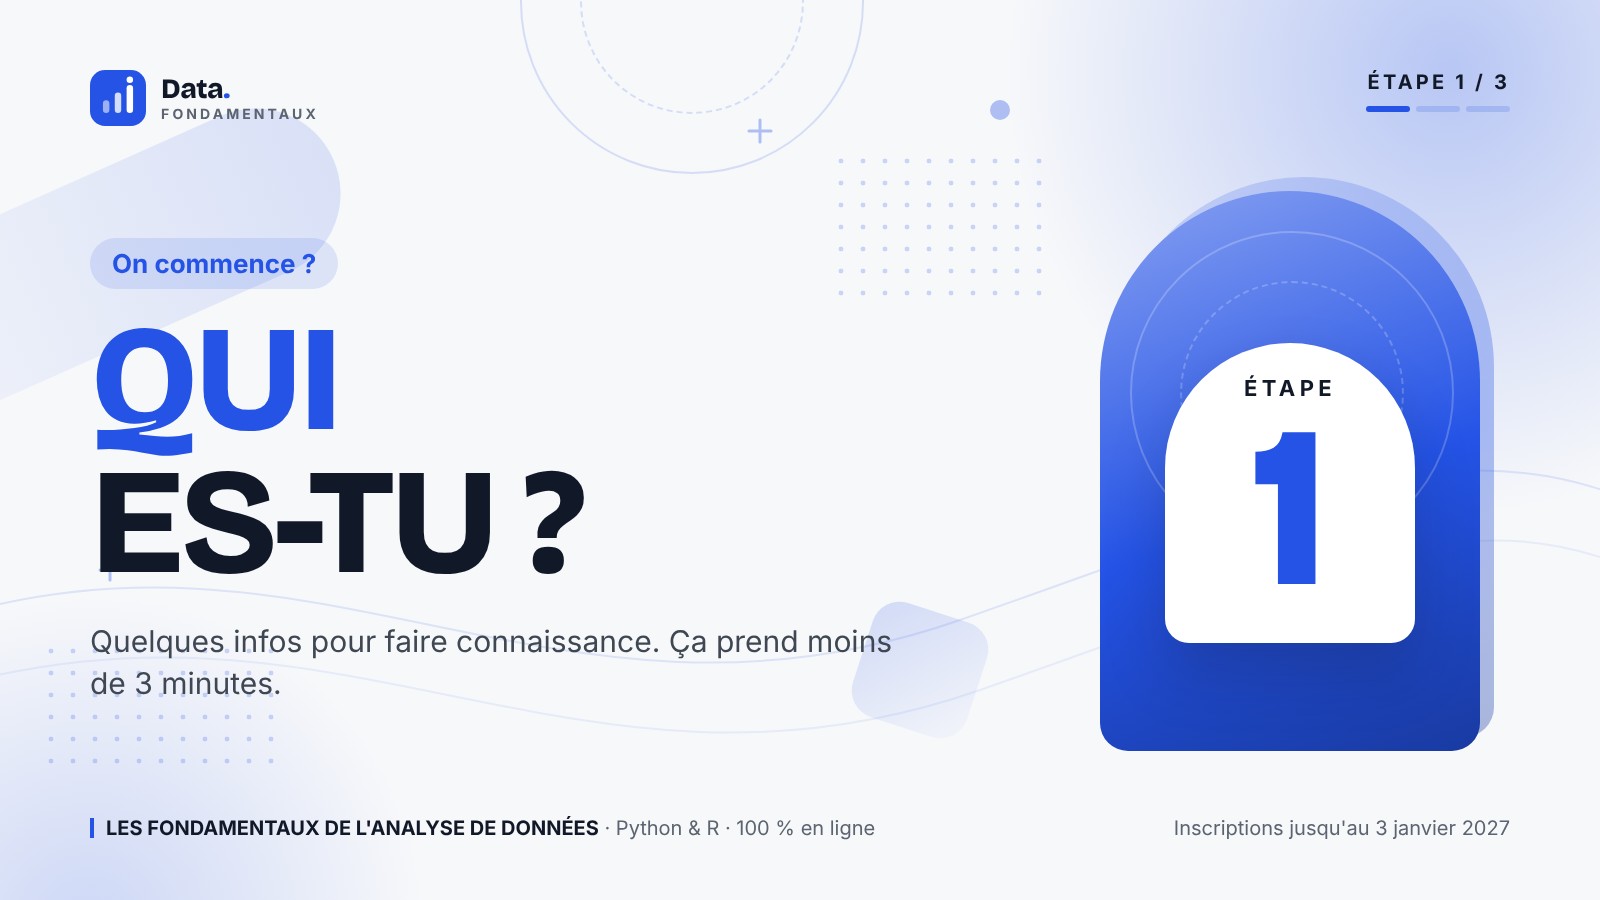 Data.
FONDAMENTAUX
ÉTAPE 1 / 3
On commence ?
QUI
ES-TU ?
Quelques infos pour faire connaissance. Ça prend moins
de 3 minutes.
ÉTAPE
1
LES FONDAMENTAUX DE L'ANALYSE DE DONNÉES · Python & R · 100 % en ligne
Inscriptions jusqu'au 3 janvier 2027